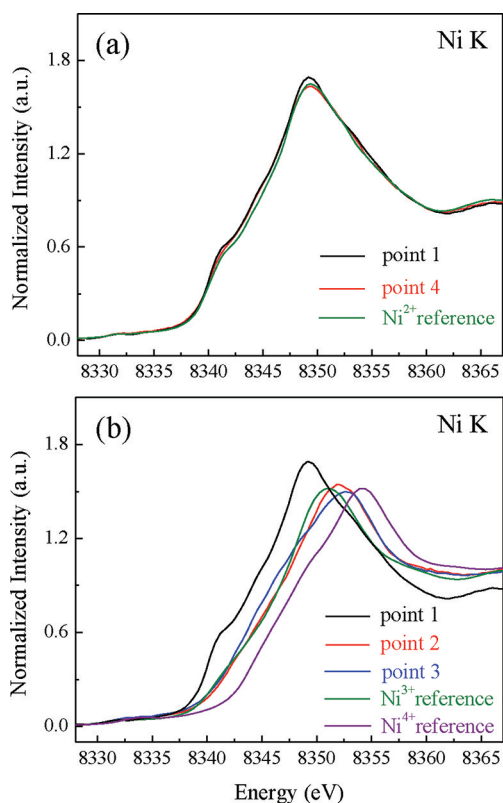 (a)
Ni K
Normalized Intensity (a.u.)
1.8
1.2
0.6
0.0
point 1
point 4
Ni²⁺reference
8330 8335 8340 8345 8350 8355 8360 8365
(b)
Ni K
Normalized Intensity (a.u.)
1.8
1.2
0.6
0.0
point 1
point 2
point 3
Ni³⁺reference
Ni⁴⁺reference
8330 8335 8340 8345 8350 8355 8360 8365
Energy (eV)